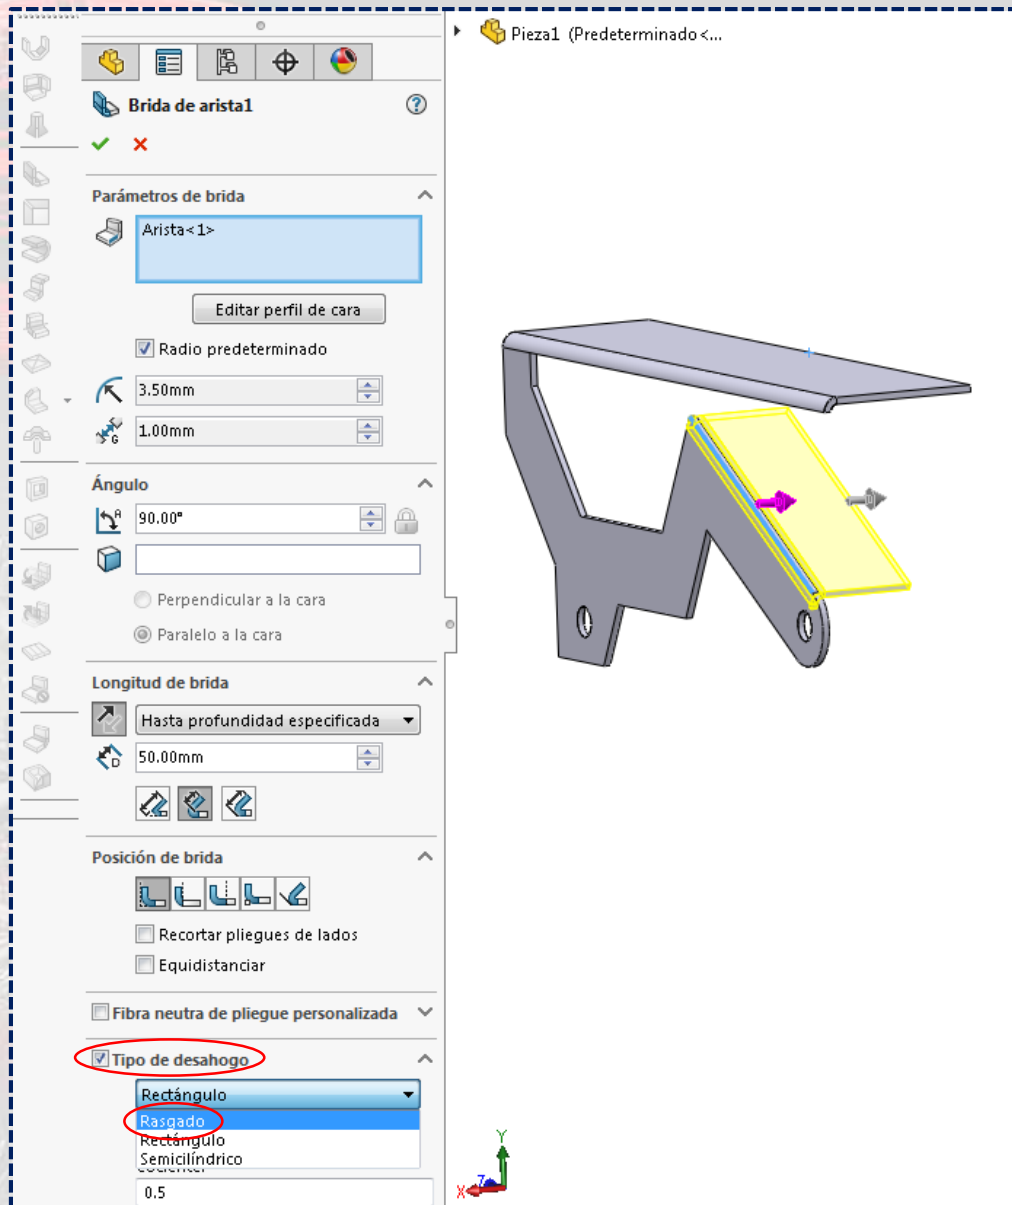 Pieza1 (Predeterminado<...
Brida de arista1
Parámetros de brida
Arista<1>
Editar perfil de cara
Radio predeterminado
3.50mm
G
1.00mm
Ángulo
A
90.00°
Perpendicular a la cara
Paralelo a la cara
Longitud de brida
Hasta profundidad especificada
D
50.00mm
Posición de brida
Recortar pliegues de lados
Equidistanciar
Fibra neutra de pliegue personalizada
Tipo de desahogo
Rectángulo
Rasgado
Rectángulo
Semicilíndrico
0.5
Y
Z
X